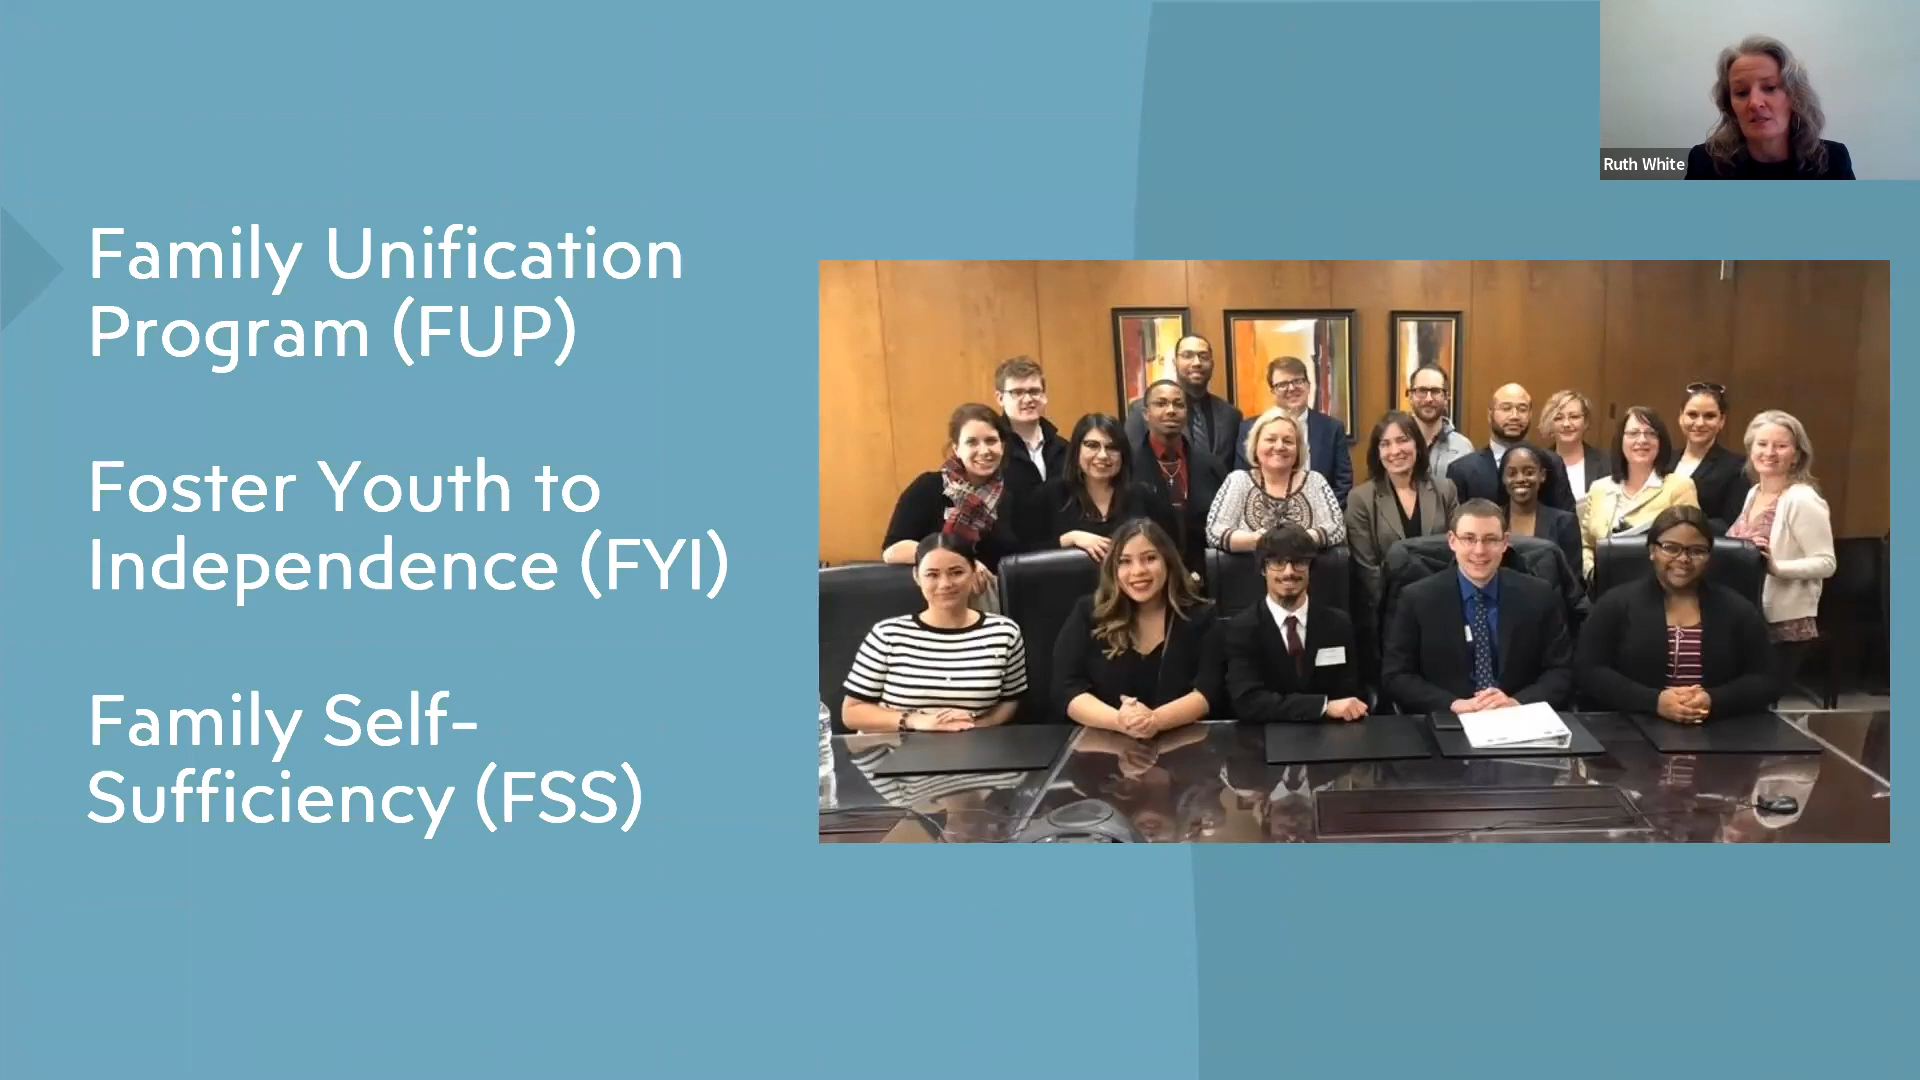 Ruth White
Family Unification
Program (FUP)
Foster Youth to
Independence (FYI)
Family Self-
Sufficiency (FSS)